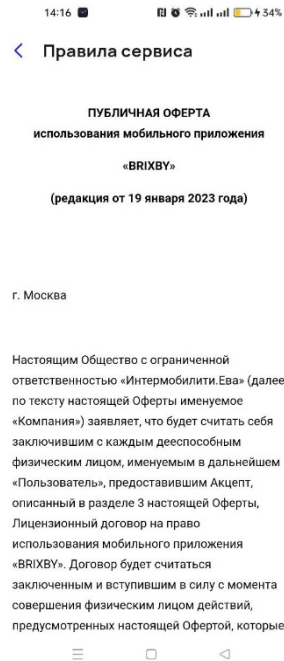 14:16 34%
Правила сервиса
ПУБЛИЧНАЯ ОФЕРТА
использования мобильного приложения
«BRIXBY»
(редакция от 19 января 2023 года)
г. Москва
Настоящим Общество с ограниченной
ответственностью «Интермобилити.Ева» (далее
по тексту настоящей Оферты именуемое
«Компания») заявляет, что будет считать себя
заключившим с каждым дееспособным
физическим лицом, именуемым в дальнейшем
«Пользователь», предоставившим Акцепт,
описанный в разделе 3 настоящей Оферты,
Лицензионный договор на право
использования мобильного приложения
«BRIXBY». Договор будет считаться
заключенным и вступившим в силу с момента
совершения физическим лицом действий,
предусмотренных настоящей Офертой, которые